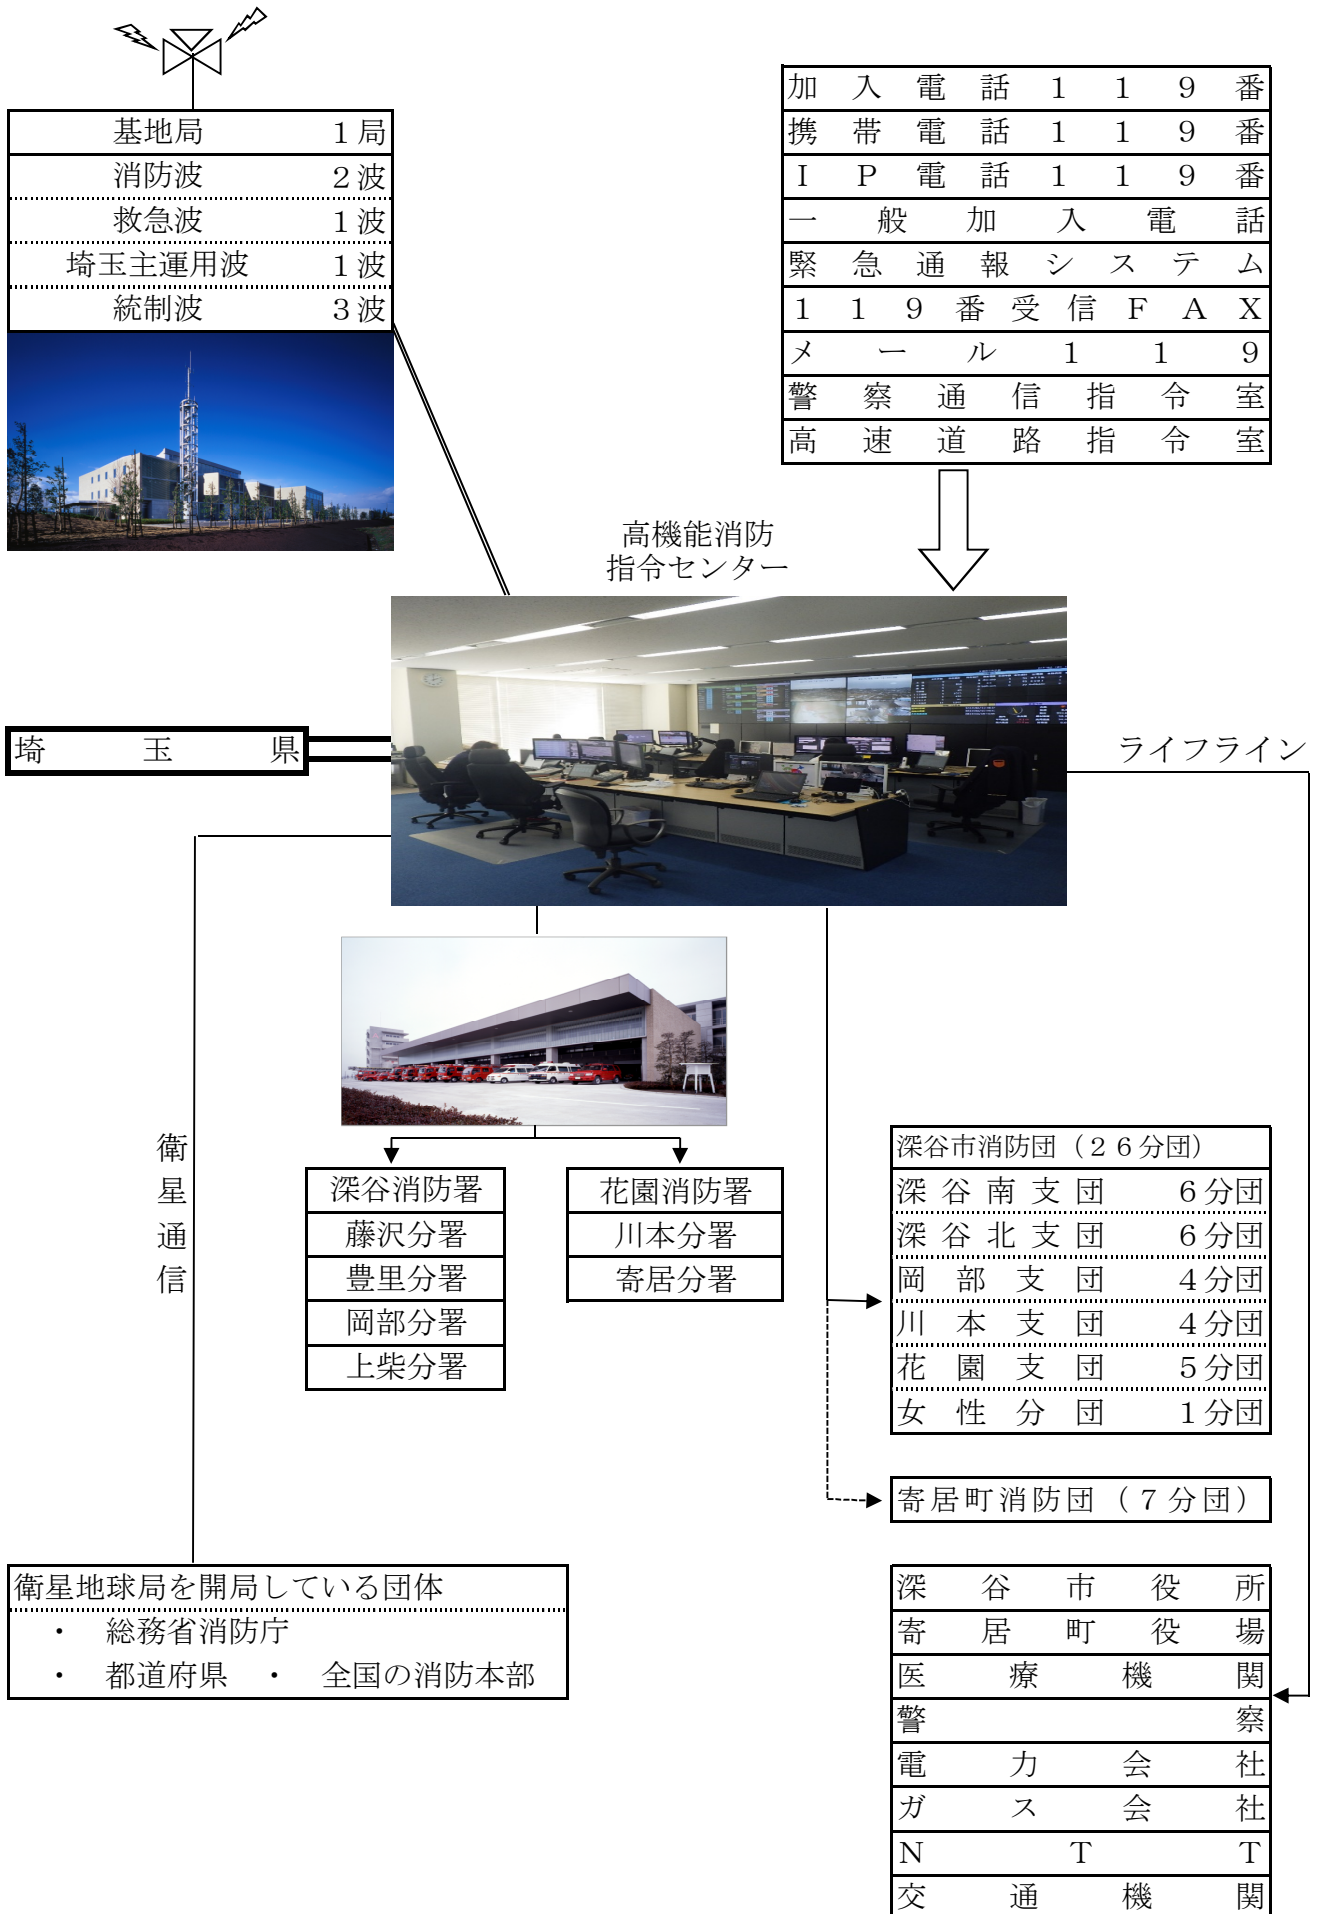 基地局 １局
消防波 ２波
救急波 １波
埼玉主運用波 １波
統制波 ３波
加入電話１１９番
携帯電話１１９番
ＩＰ電話１１９番
一般加入電話
緊急通報システム
１１９番受信ＦＡＸ
メール１１９
警察通信指令室
高速道路指令室
高機能消防
指令センター
埼玉県
ライフライン
衛星通信
深谷消防署
藤沢分署
豊里分署
岡部分署
上柴分署
花園消防署
川本分署
寄居分署
深谷市消防団（２６分団）
深谷南支団 ６分団
深谷北支団 ６分団
岡部支団 ４分団
川本支団 ４分団
花園支団 ５分団
女性分団 １分団
寄居町消防団（７分団）
衛星地球局を開局している団体
・ 総務省消防庁
・ 都道府県 ・ 全国の消防本部
深谷市役所
寄居町役場
医療機関
警察
電力会社
ガス会社
ＮＴＴ
交通機関